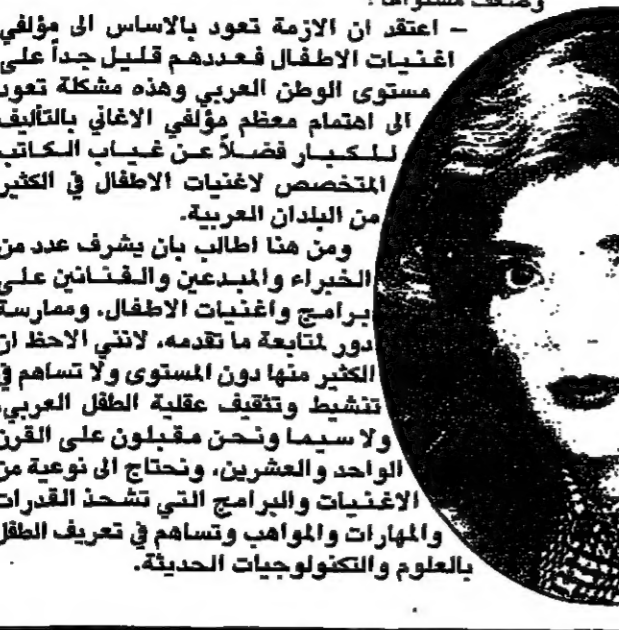 وضعف مستواها؟
– اعتقد ان الازمة تعود بالاساس الى مؤلفي
اغنيات الاطفال فعددهم قليل جداً على
مستوى الوطن العربي وهذه مشكلة تعود
الى اهتمام معظم مؤلفي الاغاني بالتأليف
للكبار فضلاً عن غياب الكاتب
المتخصص لاغنيات الاطفال في الكثير
من البلدان العربية.
ومن هنا اطالب بان يشرف عدد من
الخبراء والمبدعين والفنانين على
برامج واغنيات الاطفال، وممارسة
دور لمتابعة ما تقدمه، لانني الاحظ ان
الكثير منها دون المستوى ولا تساهم في
تنشيط وتثقيف عقلية الطفل العربي،
ولا سيما ونحن مقبلون على القرن
الواحد والعشرين، ونحتاج الى نوعية من
الاغنيات والبرامج التي تشحذ القدرات
والمهارات والمواهب وتساهم في تعريف الطفل
بالعلوم والتكنولوجيات الحديثة.